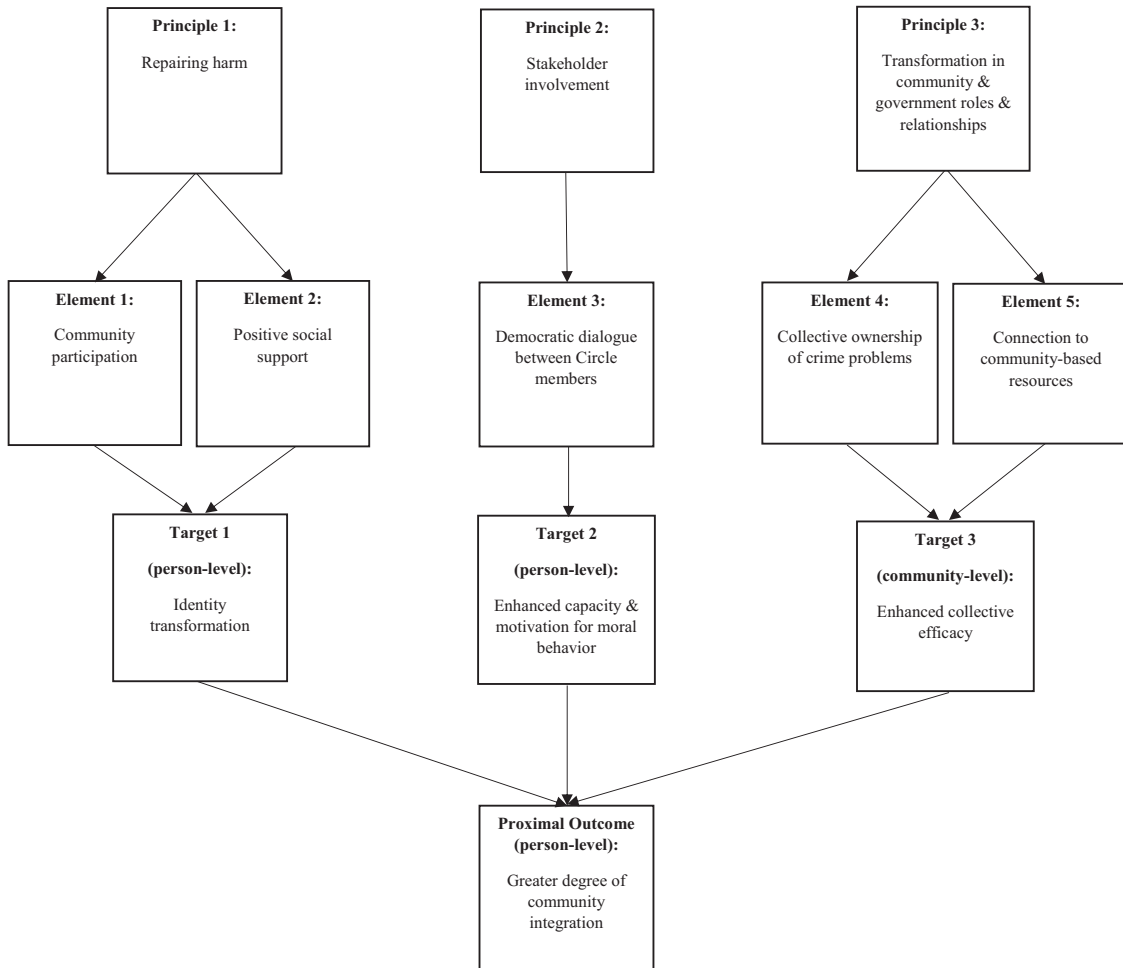 Principle 1:
Repairing harm
Principle 2:
Stakeholder
involvement
Principle 3:
Transformation in
community &
government roles &
relationships
Element 1:
Community
participation
Element 2:
Positive social
support
Element 3:
Democratic dialogue
between Circle
members
Element 4:
Collective ownership
of crime problems
Element 5:
Connection to
community-based
resources
Target 1
(person-level):
Identity
transformation
Target 2
(person-level):
Enhanced capacity &
motivation for moral
behavior
Target 3
(community-level):
Enhanced collective
efficacy
Proximal Outcome
(person-level):
Greater degree of
community
integration